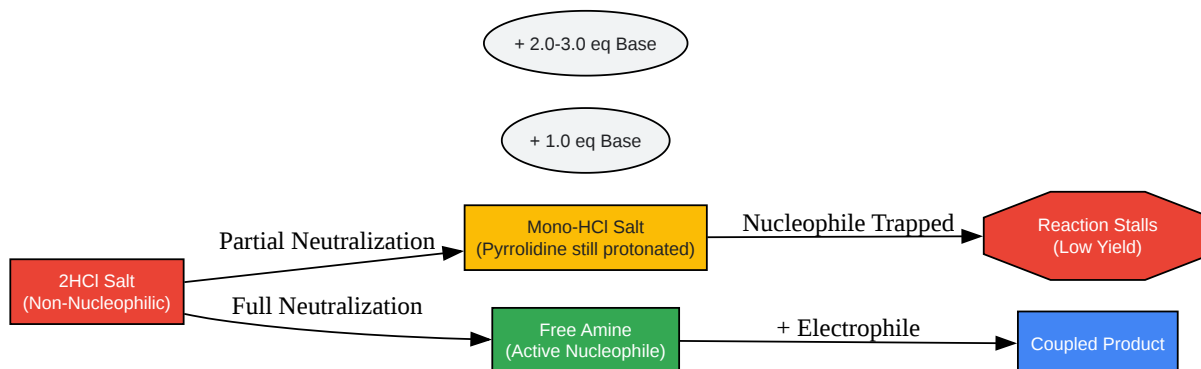 + 2.0-3.0 eq Base
+ 1.0 eq Base
Mono-HCl Salt
(Pyrrolidine still protonated)
Nucleophile Trapped
Reaction Stalls
(Low Yield)
Partial Neutralization
2HCl Salt
(Non-Nucleophilic)
Full Neutralization
Free Amine
(Active Nucleophile)
+ Electrophile
Coupled Product